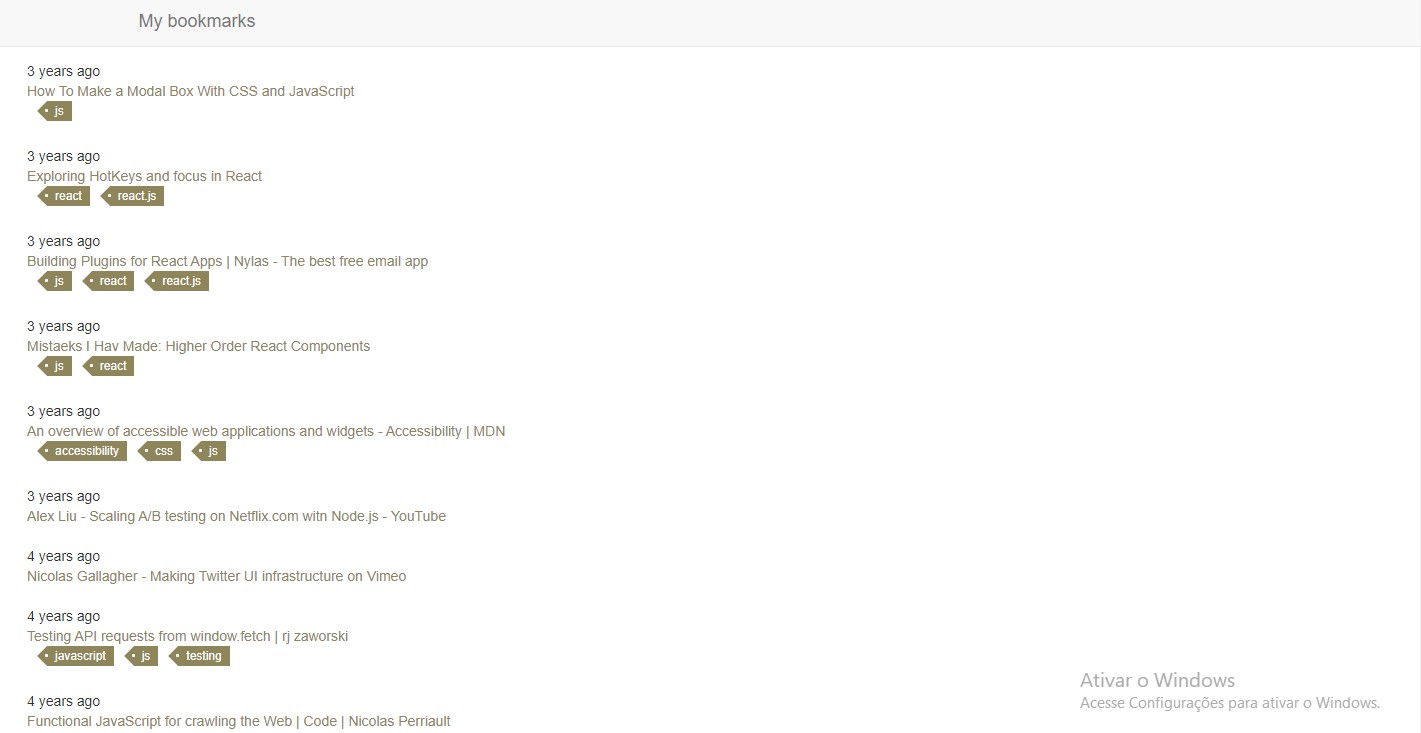 My bookmarks
3 years ago
How To Make a Modal Box With CSS and JavaScript
js
3 years ago
Exploring HotKeys and focus in React
react react.js
3 years ago
Building Plugins for React Apps | Nylas - The best free email app
js react react.js
3 years ago
Mistaeks I Hav Made: Higher Order React Components
js react
3 years ago
An overview of accessible web applications and widgets - Accessibility | MDN
accessibility css js
3 years ago
Alex Liu - Scaling A/B testing on Netflix.com witn Node.js - YouTube
4 years ago
Nicolas Gallagher - Making Twitter UI infrastructure on Vimeo
4 years ago
Testing API requests from window.fetch | rj zaworski
javascript js testing
4 years ago
Functional JavaScript for crawling the Web | Code | Nicolas Perriault
Ativar o Windows
Acesse Configurações para ativar o Windows.